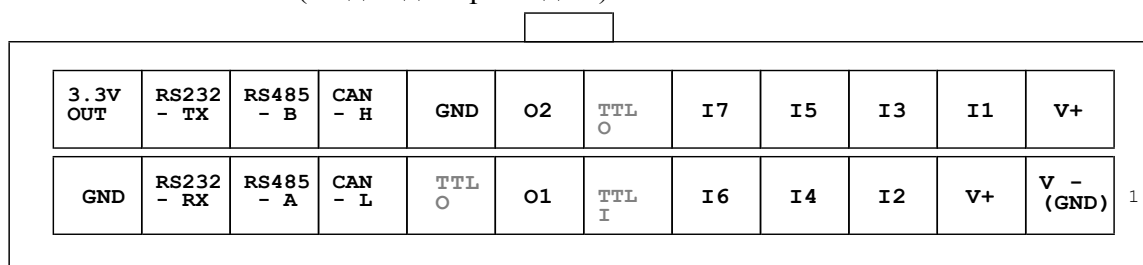 3.3V
OUT
RS232
- TX
RS485
- B
CAN
- H
GND
O2
TTL
O
I7
I5
I3
I1
V+
GND
RS232
- RX
RS485
- A
CAN
- L
TTL
O
O1
TTL
I
I6
I4
I2
V+
V -
(GND)
1